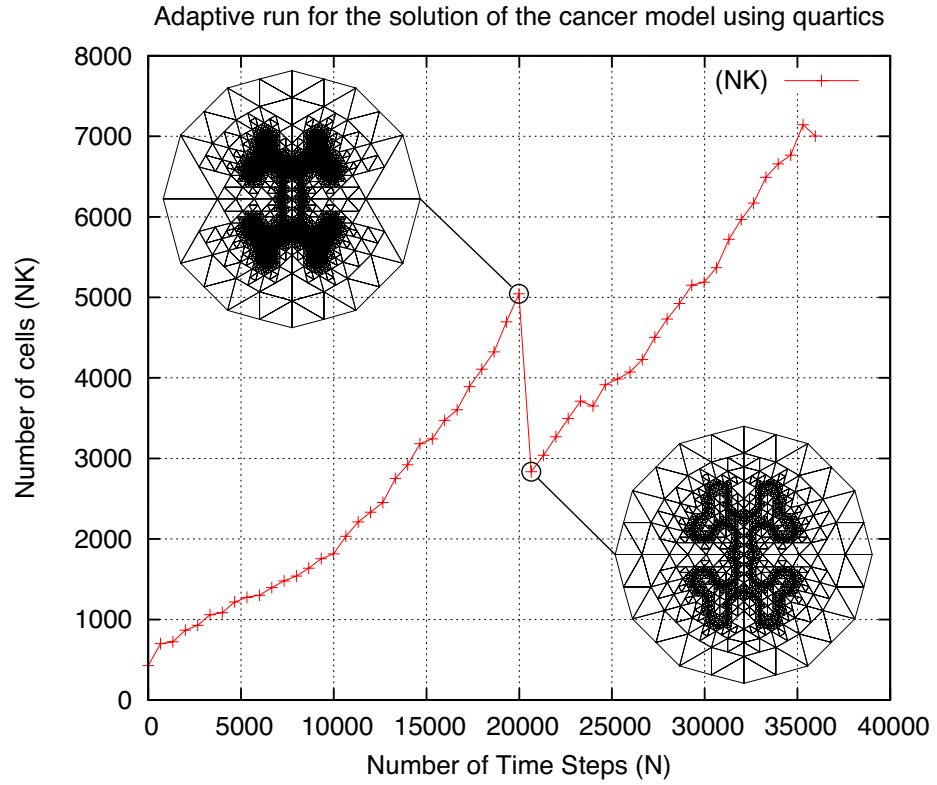 Adaptive run for the solution of the cancer model using quartics
8000
7000
6000
5000
4000
3000
2000
1000
0
Number of cells (NK)
(NK)
0 5000 10000 15000 20000 25000 30000 35000 40000
Number of Time Steps (N)